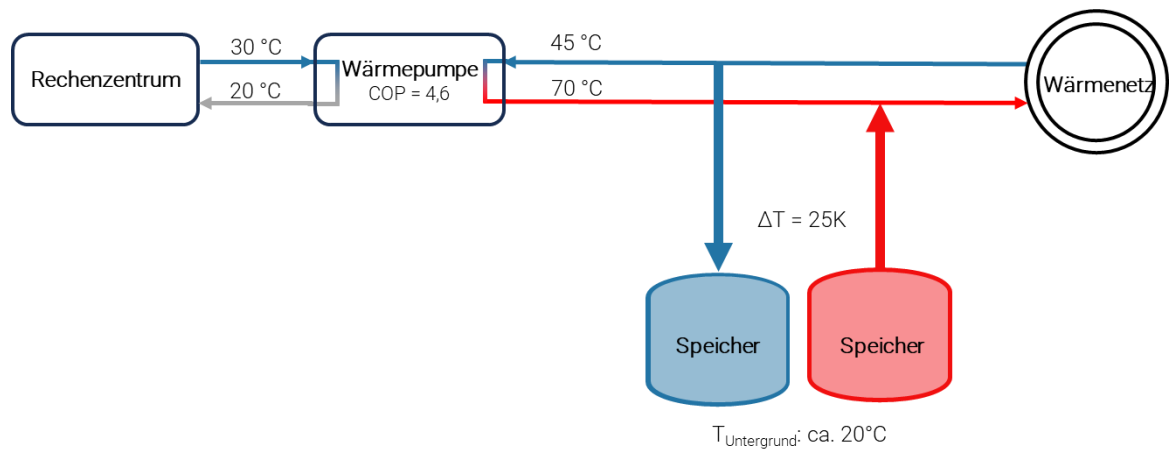 30 °C
45 °C
Rechenzentrum
Wärmepumpe
COP = 4,6
Wärmenetz
20 °C
70 °C
ΔT = 25K
Speicher
Speicher
TUntergrund: ca. 20°C